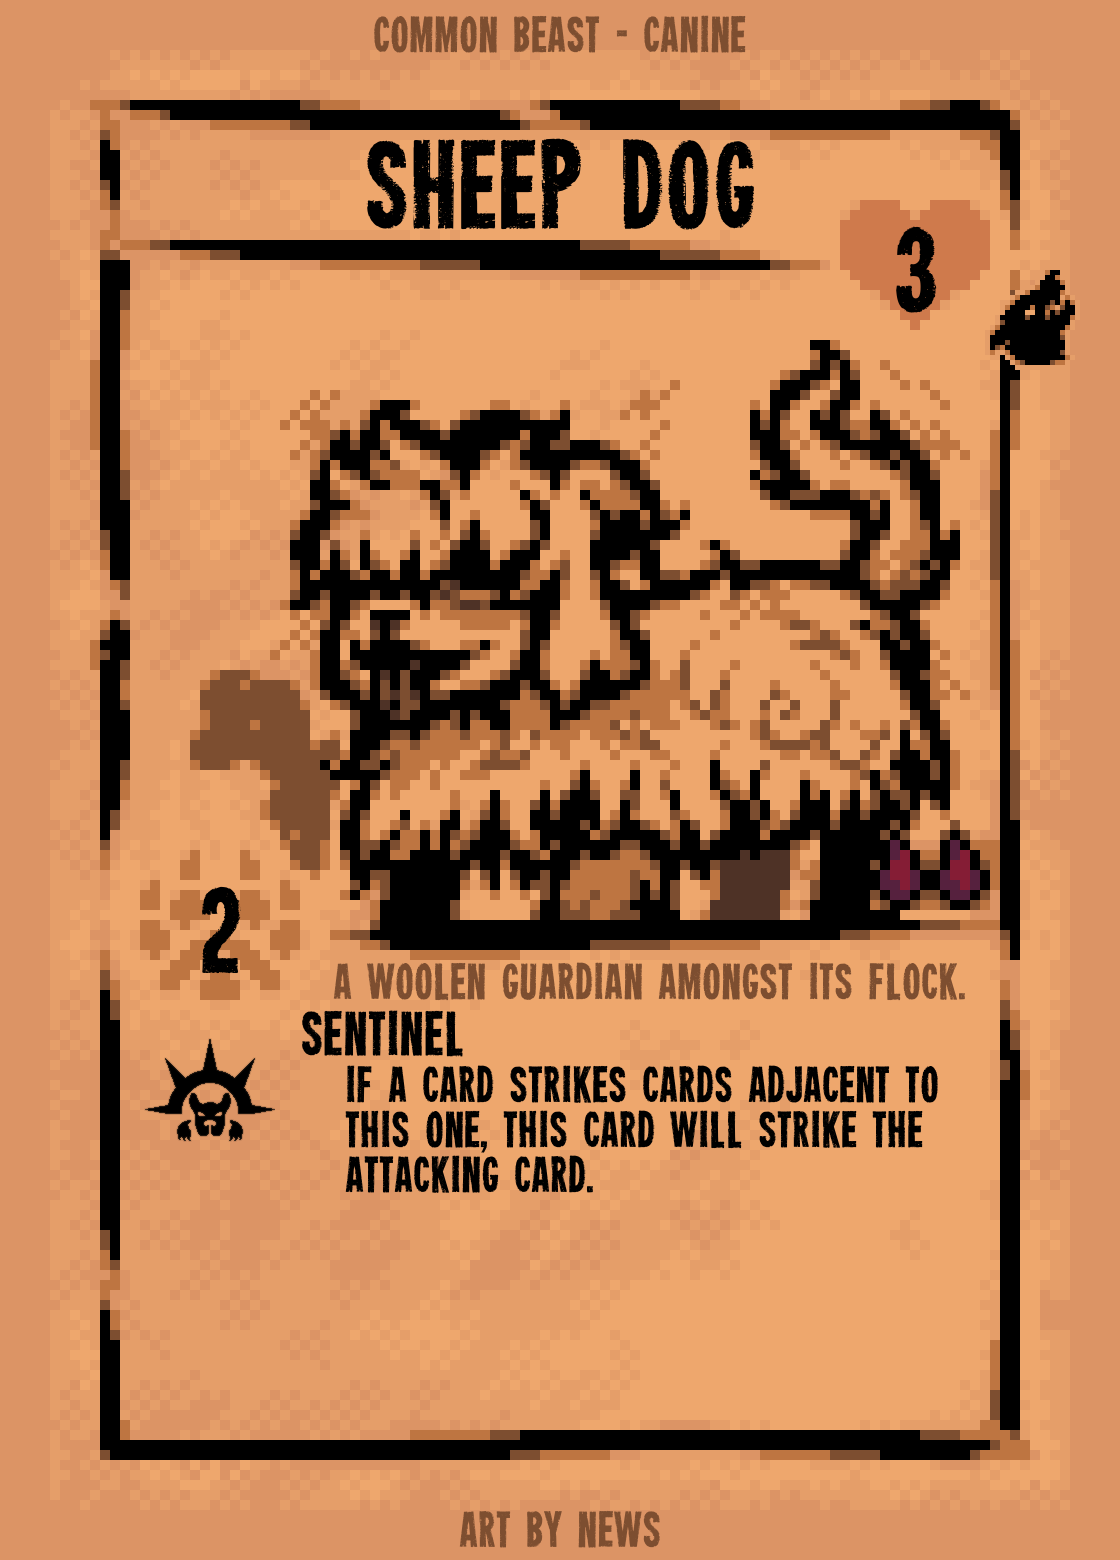 COMMON BEAST - CANINE
SHEEP DOG
3
2
A WOOLEN GUARDIAN AMONGST ITS FLOCK.
SENTINEL
IF A CARD STRIKES CARDS ADJACENT TO
THIS ONE, THIS CARD WILL STRIKE THE
ATTACKING CARD.
ART BY NEWS